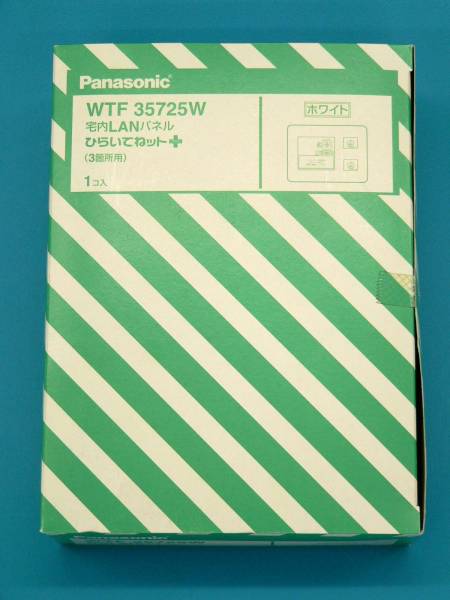 Panasonic
WTF 35725W
ホワイト
宅内LANパネル
ひらいてねット+
(3箇所用)
1コ入
Panasonic